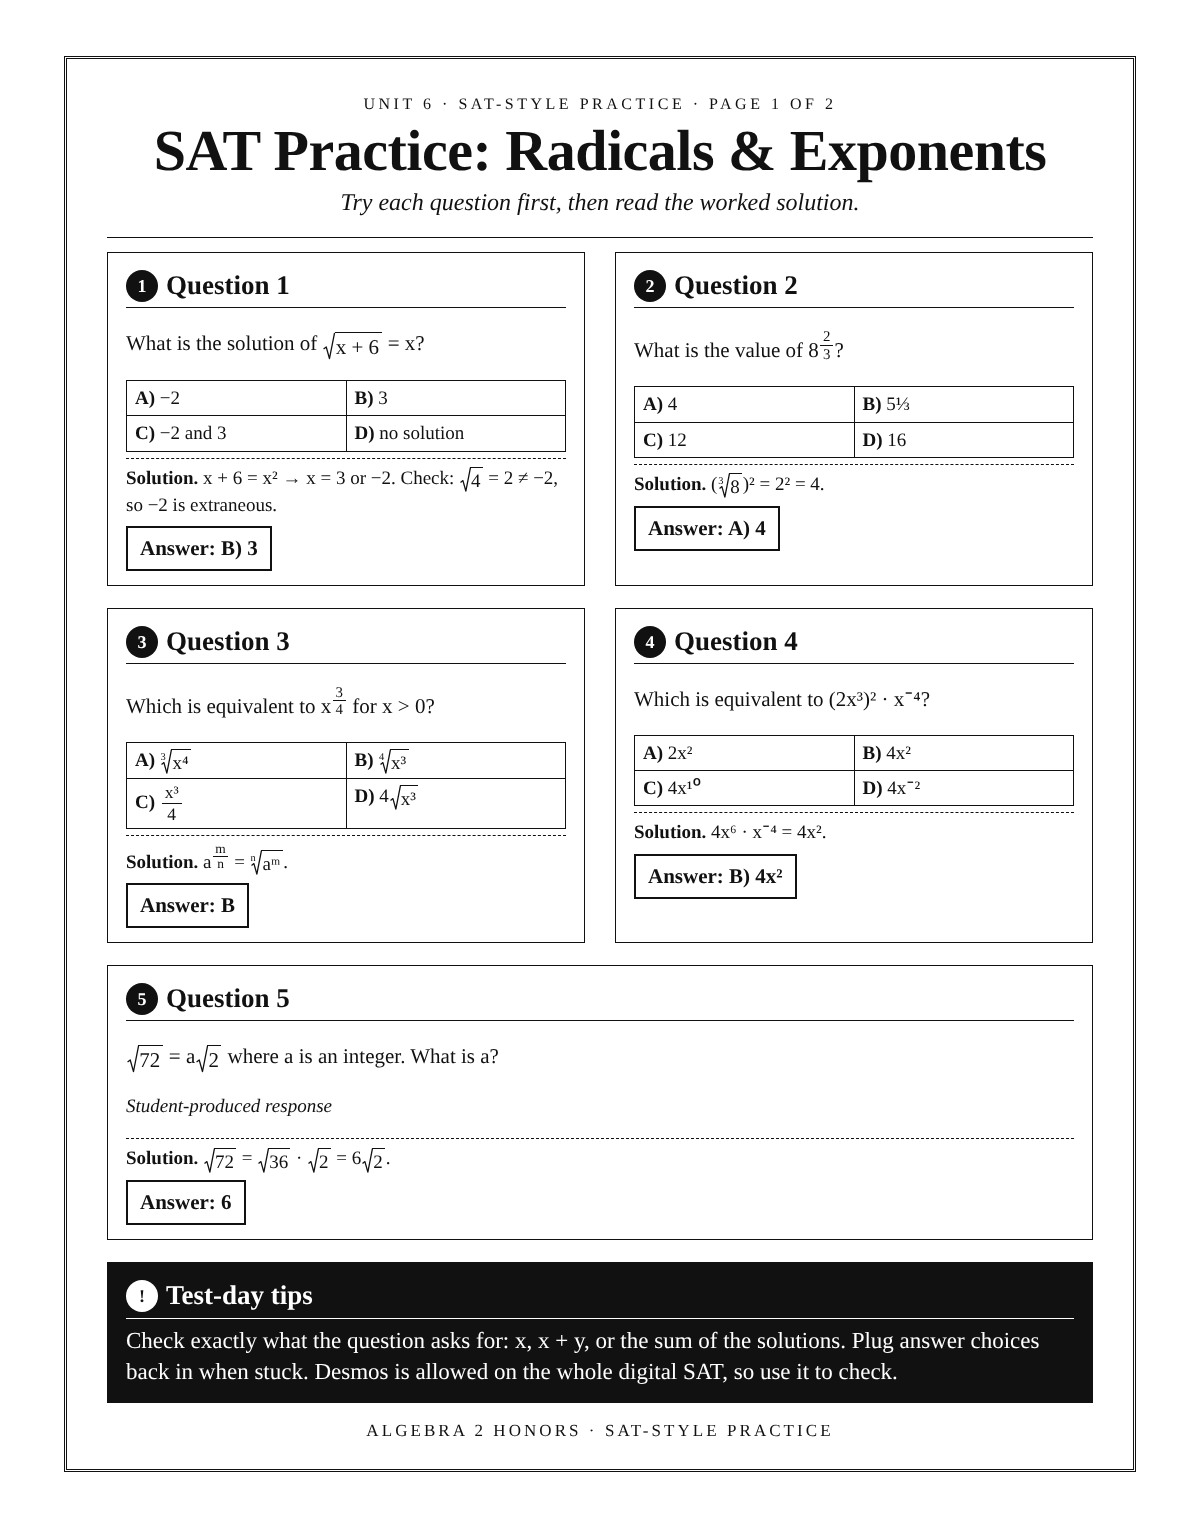 UNIT 6 · SAT-STYLE PRACTICE · PAGE 1 OF 2
SAT Practice: Radicals & Exponents
Try each question first, then read the worked solution.
1 Question 1
What is the solution of √(x + 6) = x?
A) −2
B) 3
C) −2 and 3
D) no solution
Solution. x + 6 = x² → x = 3 or −2. Check: √4 = 2 ≠ −2,
so −2 is extraneous.
Answer: B) 3
2 Question 2
What is the value of 8^(2/3)?
A) 4
B) 5⅓
C) 12
D) 16
Solution. (∛8)² = 2² = 4.
Answer: A) 4
3 Question 3
Which is equivalent to x^(3/4) for x > 0?
A) ∛(x⁴)
B) ∜(x³)
C) x³/4
D) 4√(x³)
Solution. a^(m/n) = ⁿ√(aᵐ).
Answer: B
4 Question 4
Which is equivalent to (2x³)² · x⁻⁴?
A) 2x²
B) 4x²
C) 4x¹⁰
D) 4x⁻²
Solution. 4x⁶ · x⁻⁴ = 4x².
Answer: B) 4x²
5 Question 5
√72 = a√2 where a is an integer. What is a?
Student-produced response
Solution. √72 = √36 · √2 = 6√2.
Answer: 6
! Test-day tips
Check exactly what the question asks for: x, x + y, or the sum of the solutions. Plug answer choices
back in when stuck. Desmos is allowed on the whole digital SAT, so use it to check.
ALGEBRA 2 HONORS · SAT-STYLE PRACTICE